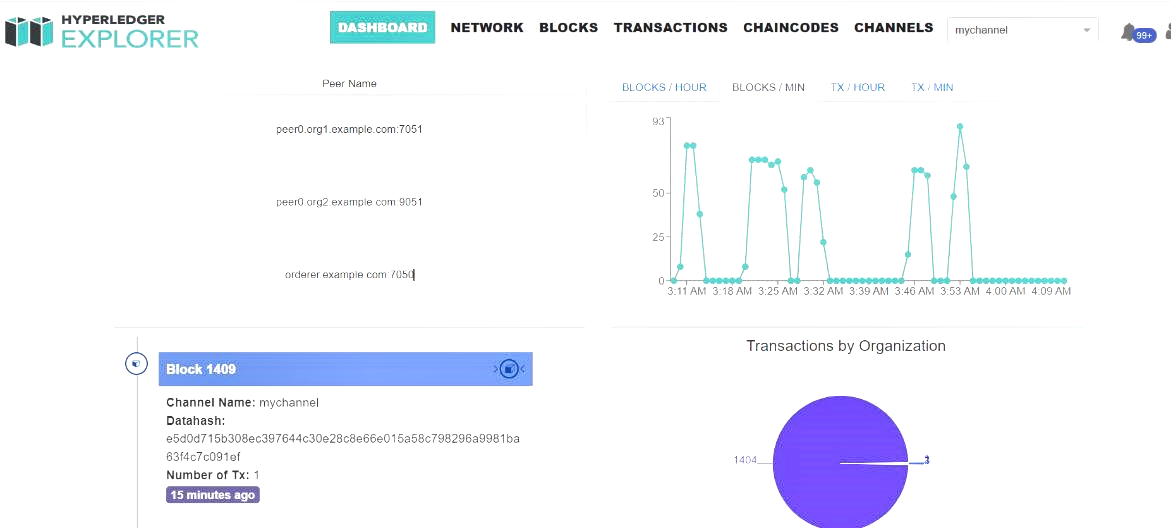 HYPERLEDGER
EXPLORER
DASHBOARD NETWORK BLOCKS TRANSACTIONS CHAINCODES CHANNELS mychannel 99+
Peer Name
peer0.org1.example.com:7051
peer0.org2.example.com:9051
orderer.example.com:7050
BLOCKS / HOUR BLOCKS / MIN TX / HOUR TX / MIN
93
50
25
0
3:11 AM 3:18 AM 3:25 AM 3:32 AM 3:39 AM 3:46 AM 3:53 AM 4:00 AM 4:09 AM
Block 1409
Channel Name: mychannel
Datahash:
e5d0d715b308ec397644c30e28c8e66e015a58c798296a9981ba
63f4c7c091ef
Number of Tx: 1
15 minutes ago
Transactions by Organization
1404